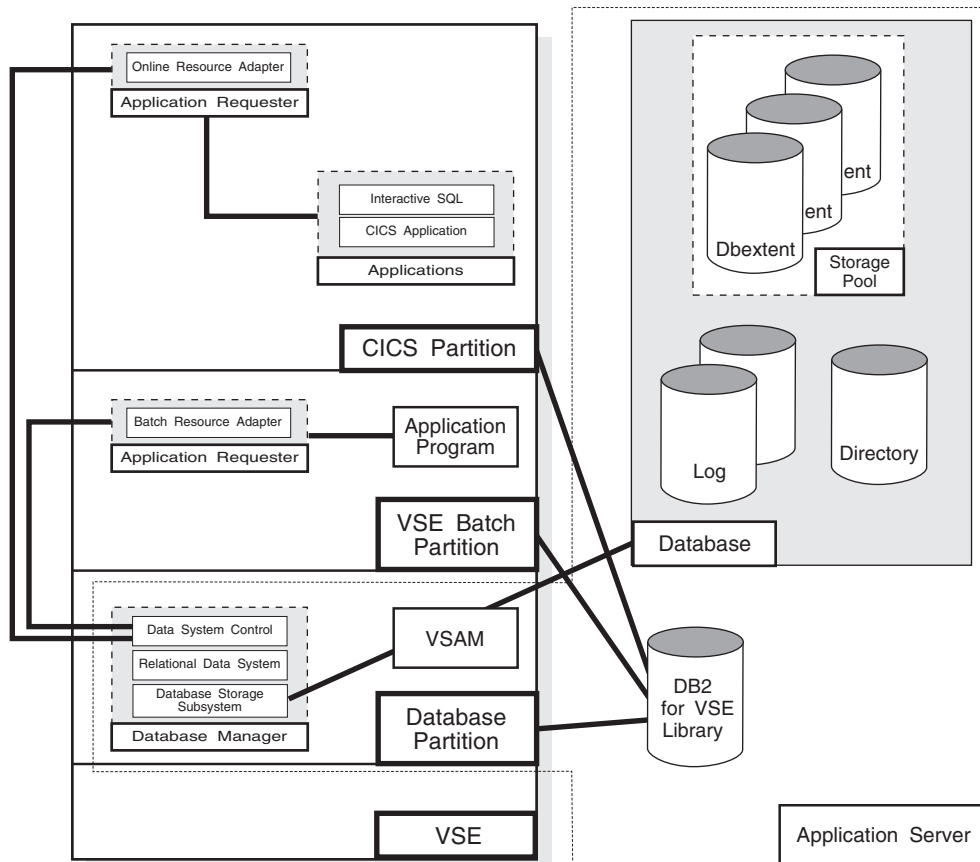 Online Resource Adapter
Application Requester
Interactive SQL
CICS Application
Applications
CICS Partition
Batch Resource Adapter
Application Requester
Application
Program
VSE Batch
Partition
Data System Control
Relational Data System
Database Storage
Subsystem
Database Manager
VSAM
Database
Partition
VSE
ent
ent
Dbextent
Storage
Pool
Log
Directory
Database
DB2
for VSE
Library
Application Server